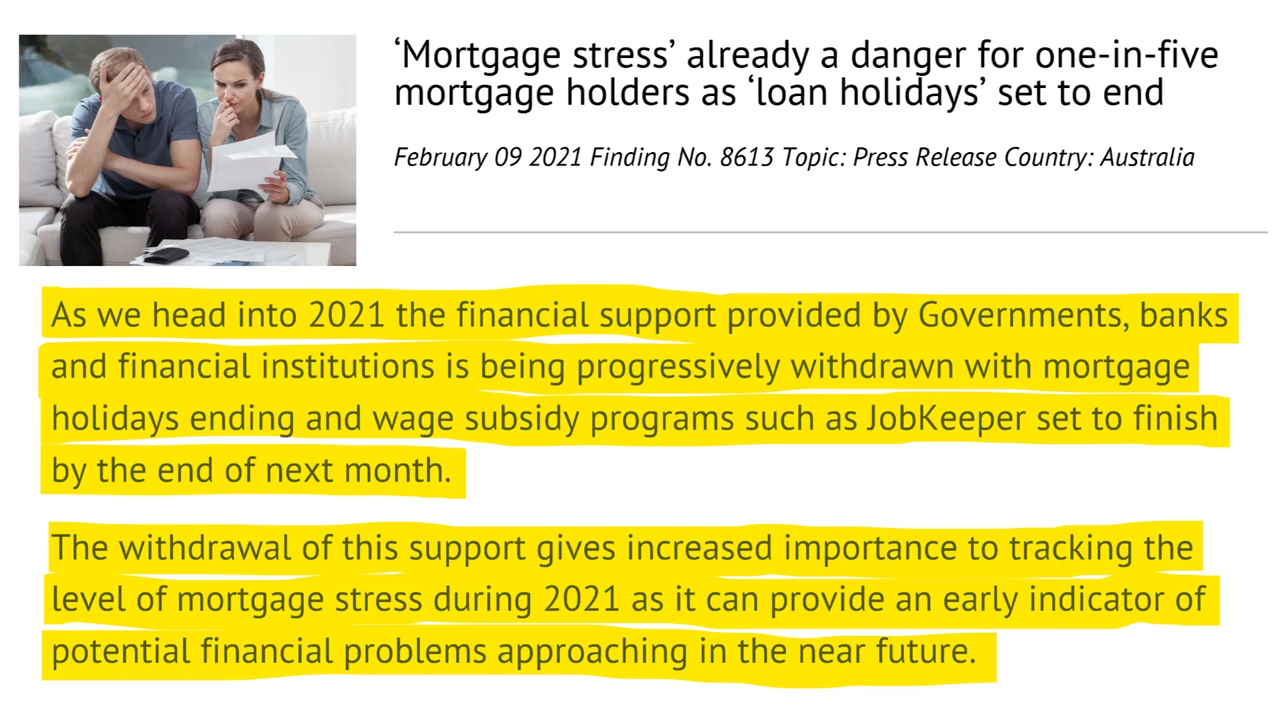 ‘Mortgage stress’ already a danger for one-in-five
mortgage holders as ‘loan holidays’ set to end
February 09 2021 Finding No. 8613 Topic: Press Release Country: Australia
As we head into 2021 the financial support provided by Governments, banks
and financial institutions is being progressively withdrawn with mortgage
holidays ending and wage subsidy programs such as JobKeeper set to finish
by the end of next month.
The withdrawal of this support gives increased importance to tracking the
level of mortgage stress during 2021 as it can provide an early indicator of
potential financial problems approaching in the near future.